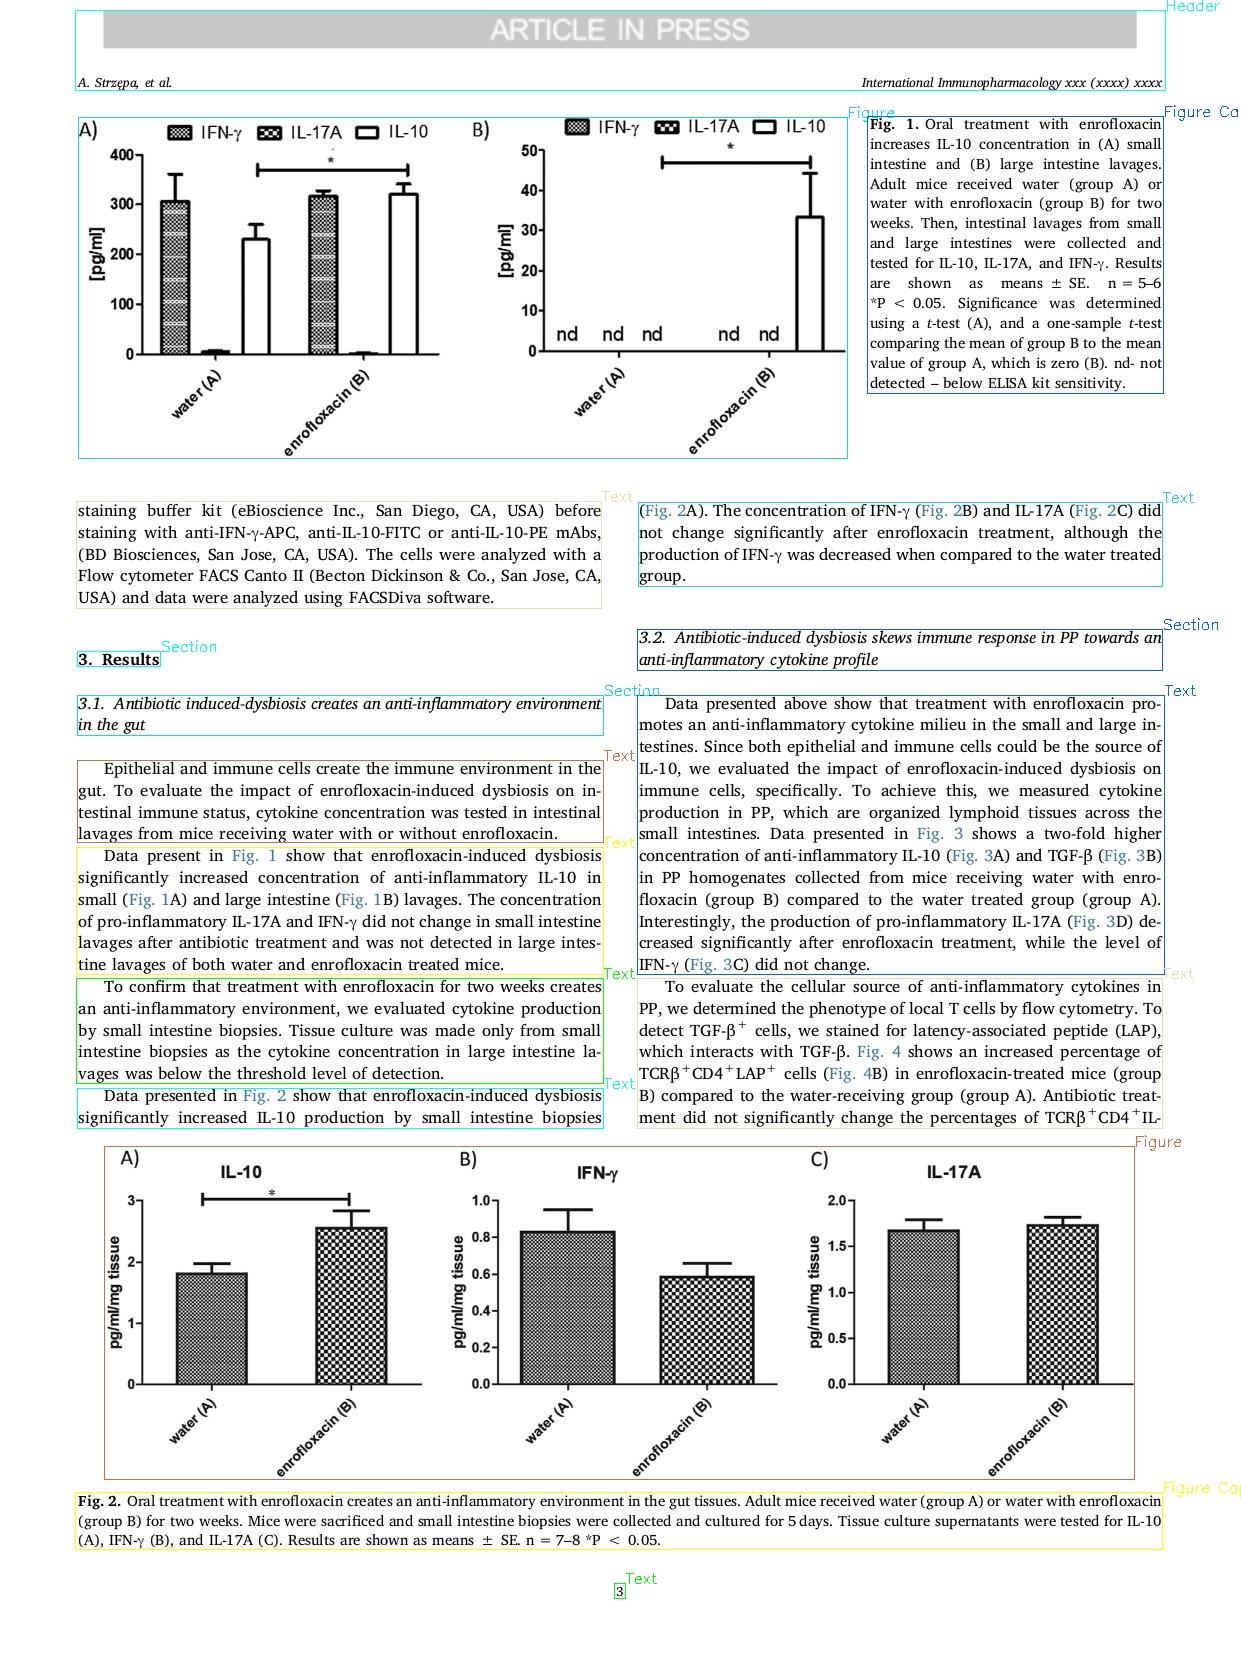 ARTICLE IN PRESS
Header
A. Strzępa, et al.
International Immunopharmacology xxx (xxxx) xxxx
Figure
Figure Ca
A)
IFN-γ IL-17A IL-10
*
400
300
200
100
0
[pg/ml]
water (A)
enrofloxacin (B)
B)
IFN-γ IL-17A IL-10
*
50
40
30
20
10
0
[pg/ml]
nd nd nd nd nd
water (A)
enrofloxacin (B)
Fig. 1. Oral treatment with enrofloxacin
increases IL-10 concentration in (A) small
intestine and (B) large intestine lavages.
Adult mice received water (group A) or
water with enrofloxacin (group B) for two
weeks. Then, intestinal lavages from small
and large intestines were collected and
tested for IL-10, IL-17A, and IFN-γ. Results
are shown as means ± SE. n = 5–6
*P < 0.05. Significance was determined
using a t-test (A), and a one-sample t-test
comparing the mean of group B to the mean
value of group A, which is zero (B). nd- not
detected – below ELISA kit sensitivity.
Text
staining buffer kit (eBioscience Inc., San Diego, CA, USA) before
staining with anti-IFN-γ-APC, anti-IL-10-FITC or anti-IL-10-PE mAbs,
(BD Biosciences, San Jose, CA, USA). The cells were analyzed with a
Flow cytometer FACS Canto II (Becton Dickinson & Co., San Jose, CA,
USA) and data were analyzed using FACSDiva software.
Section
3. Results
Section
3.1. Antibiotic induced-dysbiosis creates an anti-inflammatory environment
in the gut
Text
Epithelial and immune cells create the immune environment in the
gut. To evaluate the impact of enrofloxacin-induced dysbiosis on in-
testinal immune status, cytokine concentration was tested in intestinal
lavages from mice receiving water with or without enrofloxacin.
Text
Data present in Fig. 1 show that enrofloxacin-induced dysbiosis
significantly increased concentration of anti-inflammatory IL-10 in
small (Fig. 1A) and large intestine (Fig. 1B) lavages. The concentration
of pro-inflammatory IL-17A and IFN-γ did not change in small intestine
lavages after antibiotic treatment and was not detected in large intes-
tine lavages of both water and enrofloxacin treated mice.
Text
To confirm that treatment with enrofloxacin for two weeks creates
an anti-inflammatory environment, we evaluated cytokine production
by small intestine biopsies. Tissue culture was made only from small
intestine biopsies as the cytokine concentration in large intestine la-
vages was below the threshold level of detection.
Text
Data presented in Fig. 2 show that enrofloxacin-induced dysbiosis
significantly increased IL-10 production by small intestine biopsies
Text
(Fig. 2A). The concentration of IFN-γ (Fig. 2B) and IL-17A (Fig. 2C) did
not change significantly after enrofloxacin treatment, although the
production of IFN-γ was decreased when compared to the water treated
group.
Section
3.2. Antibiotic-induced dysbiosis skews immune response in PP towards an
anti-inflammatory cytokine profile
Text
Data presented above show that treatment with enrofloxacin pro-
motes an anti-inflammatory cytokine milieu in the small and large in-
testines. Since both epithelial and immune cells could be the source of
IL-10, we evaluated the impact of enrofloxacin-induced dysbiosis on
immune cells, specifically. To achieve this, we measured cytokine
production in PP, which are organized lymphoid tissues across the
small intestines. Data presented in Fig. 3 shows a two-fold higher
concentration of anti-inflammatory IL-10 (Fig. 3A) and TGF-β (Fig. 3B)
in PP homogenates collected from mice receiving water with enro-
floxacin (group B) compared to the water treated group (group A).
Interestingly, the production of pro-inflammatory IL-17A (Fig. 3D) de-
creased significantly after enrofloxacin treatment, while the level of
IFN-γ (Fig. 3C) did not change.
Text
To evaluate the cellular source of anti-inflammatory cytokines in
PP, we determined the phenotype of local T cells by flow cytometry. To
detect TGF-β⁺ cells, we stained for latency-associated peptide (LAP),
which interacts with TGF-β. Fig. 4 shows an increased percentage of
TCRβ⁺CD4⁺LAP⁺ cells (Fig. 4B) in enrofloxacin-treated mice (group
B) compared to the water-receiving group (group A). Antibiotic treat-
ment did not significantly change the percentages of TCRβ⁺CD4⁺IL-
Figure
A)
IL-10
*
3
2
1
0
pg/ml/mg tissue
water (A)
enrofloxacin (B)
B)
IFN-γ
1.0
0.8
0.6
0.4
0.2
0.0
pg/ml/mg tissue
water (A)
enrofloxacin (B)
C)
IL-17A
2.0
1.5
1.0
0.5
0.0
pg/ml/mg tissue
water (A)
enrofloxacin (B)
Figure Cap
Fig. 2. Oral treatment with enrofloxacin creates an anti-inflammatory environment in the gut tissues. Adult mice received water (group A) or water with enrofloxacin
(group B) for two weeks. Mice were sacrificed and small intestine biopsies were collected and cultured for 5 days. Tissue culture supernatants were tested for IL-10
(A), IFN-γ (B), and IL-17A (C). Results are shown as means ± SE. n = 7–8 *P < 0.05.
Text
3